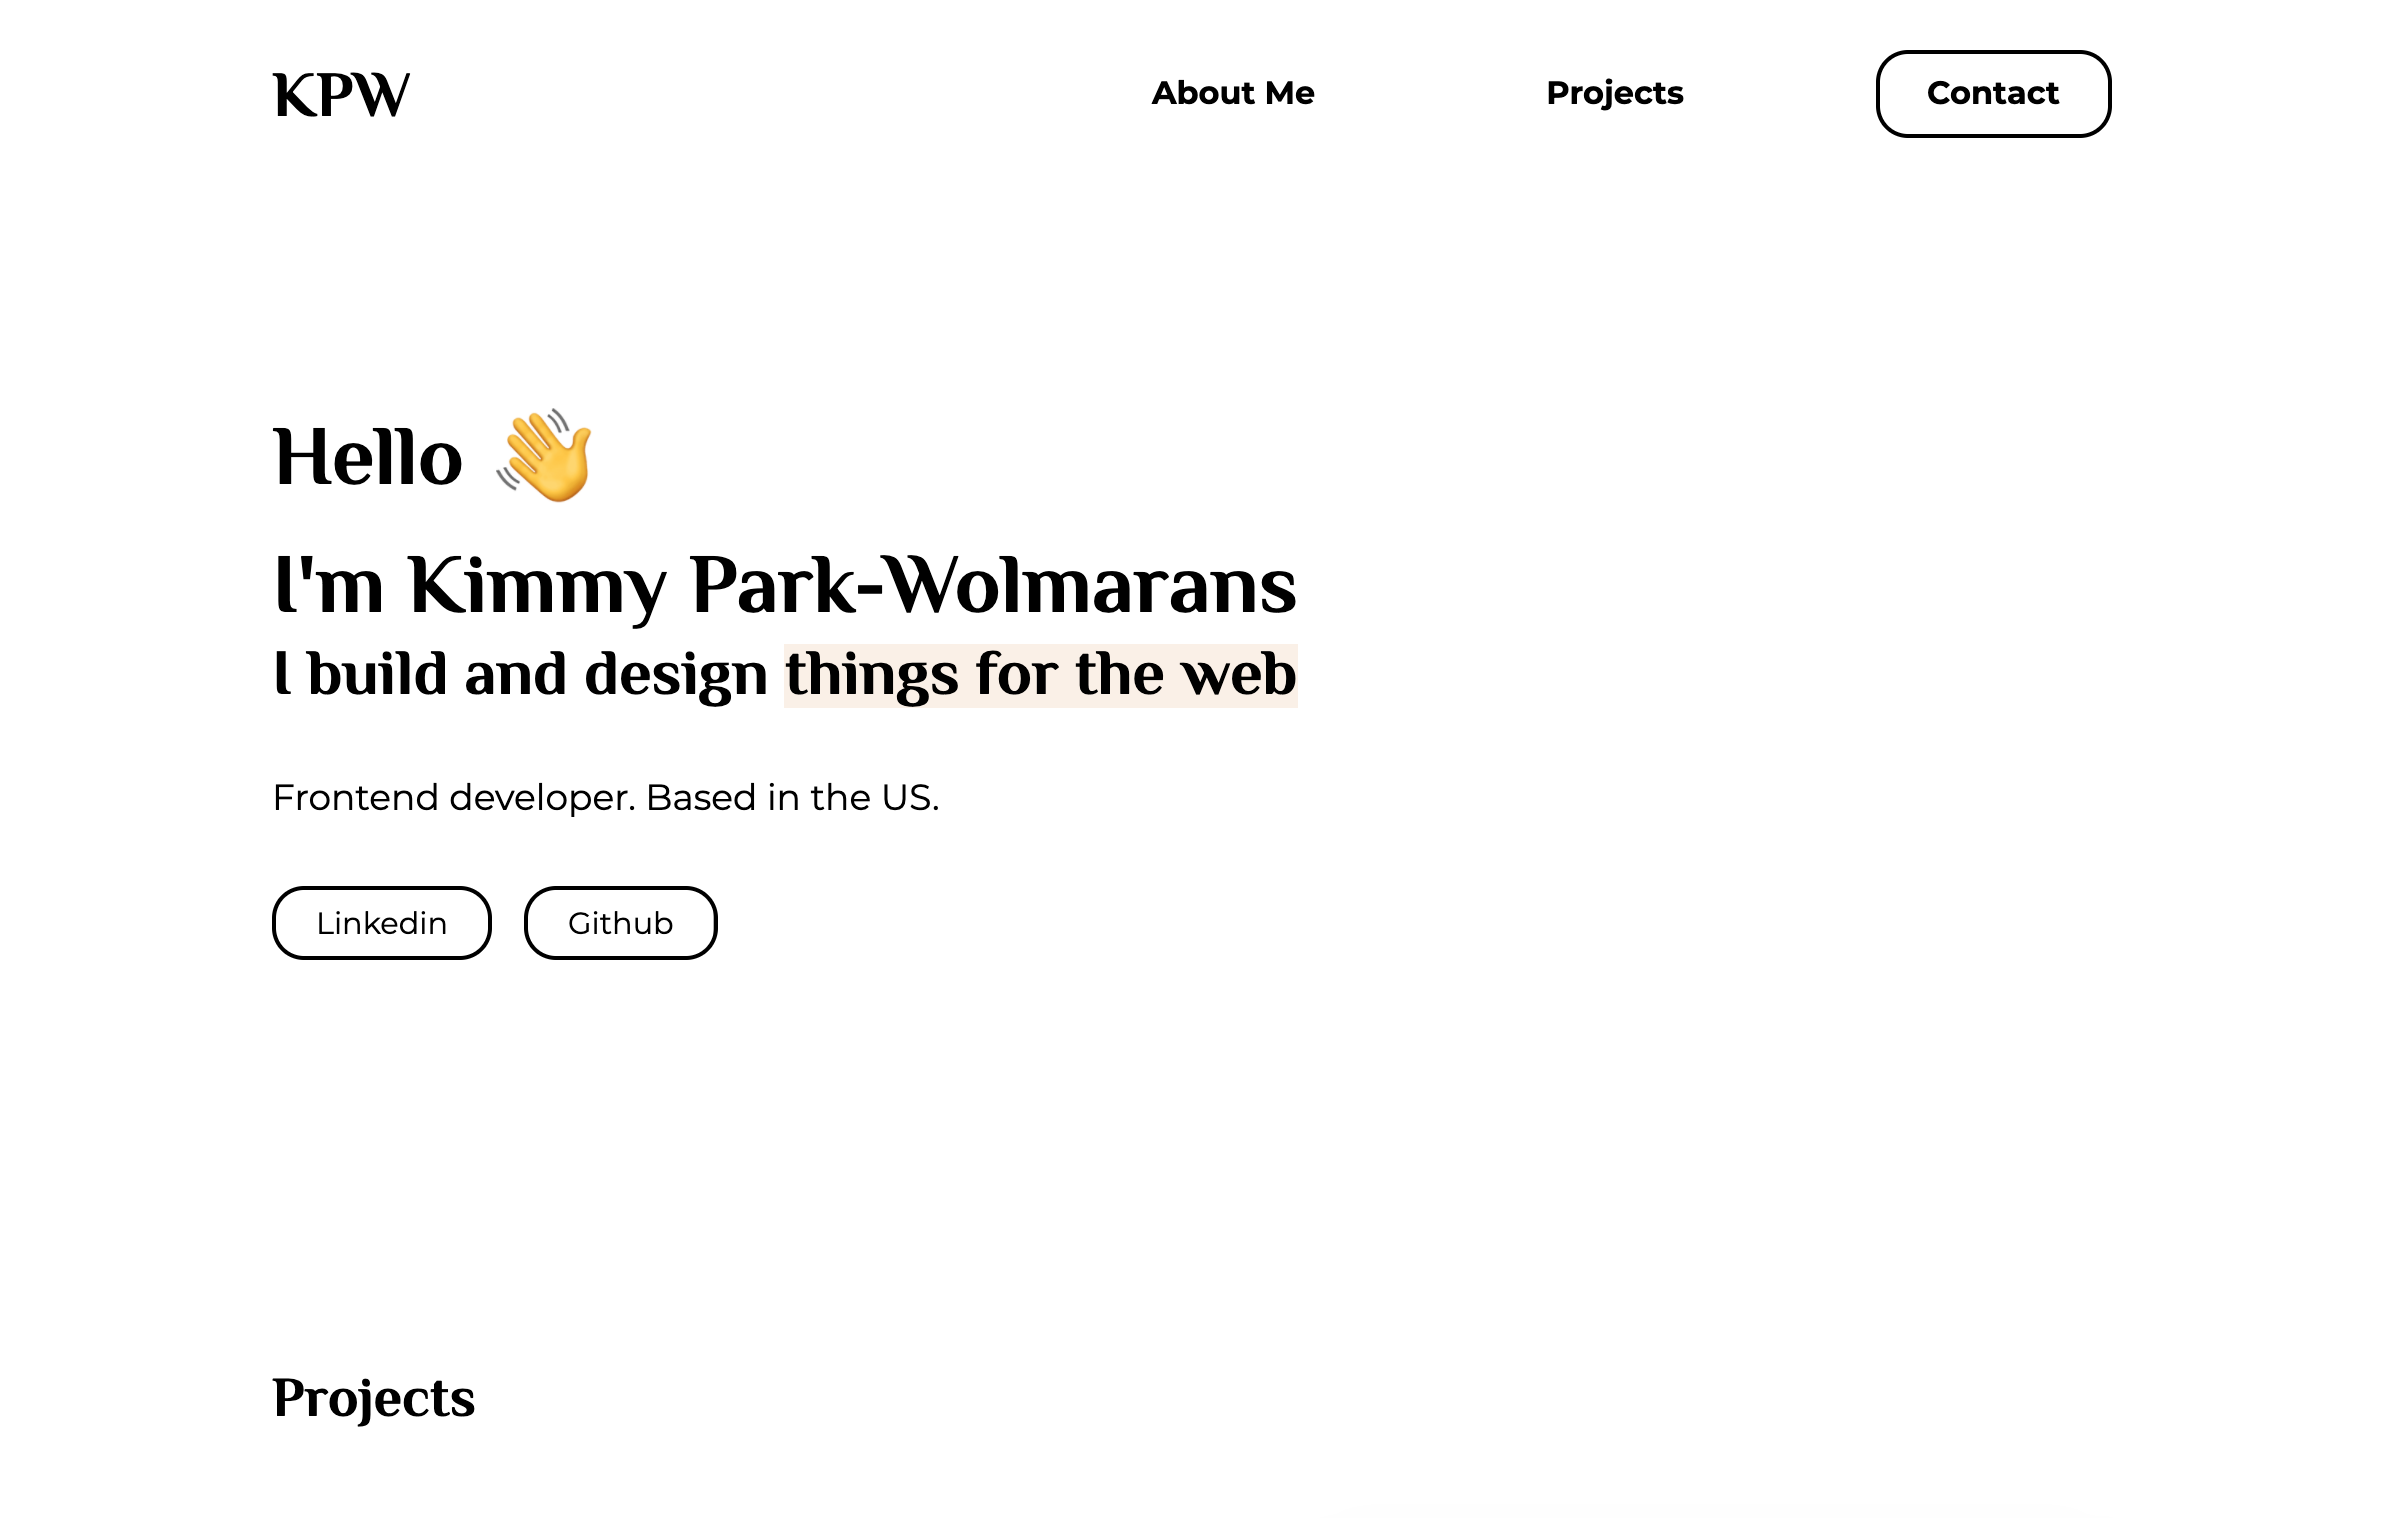 KPW
About Me
Projects
Contact
Hello 👋
I'm Kimmy Park-Wolmarans
I build and design things for the web
Frontend developer. Based in the US.
Linkedin
Github
Projects